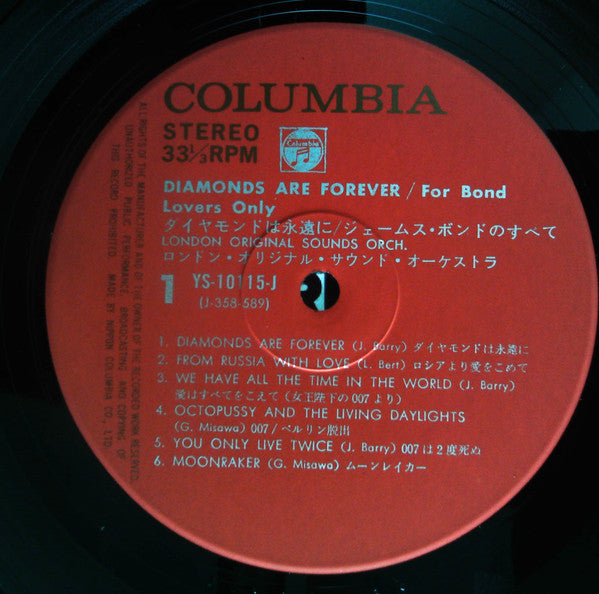 COLUMBIA
STEREO
33⅓RPM
Columbia
DIAMONDS ARE FOREVER / For Bond
Lovers Only
ダイヤモンドは永遠に/ジェームス・ボンドのすべて
LONDON ORIGINAL SOUNDS ORCH.
ロンドン・オリジナル・サウンド・オーケストラ
1 YS-10115-J
(J-358-589)
1. DIAMONDS ARE FOREVER (J. Barry) ダイヤモンドは永遠に
2. FROM RUSSIA WITH LOVE (L. Bert) ロシアより愛をこめて
3. WE HAVE ALL THE TIME IN THE WORLD (J. Barry)
愛はすべてをこえて (女王陛下の007より)
4. OCTOPUSSY AND THE LIVING DAYLIGHTS
(G. Misawa) 007/ベルリン脱出
5. YOU ONLY LIVE TWICE (J. Barry) 007は2度死ぬ
6. MOONRAKER (G. Misawa) ムーンレイカー
ALL RIGHTS OF THE MANUFACTURER AND OF THE OWNER OF THE RECORDED WORK RESERVED.
UNAUTHORIZED PUBLIC PERFORMANCE BROADCASTING AND COPYING OF
THIS RECORD PROHIBITED. MADE BY NIPPON COLUMBIA CO., LTD.